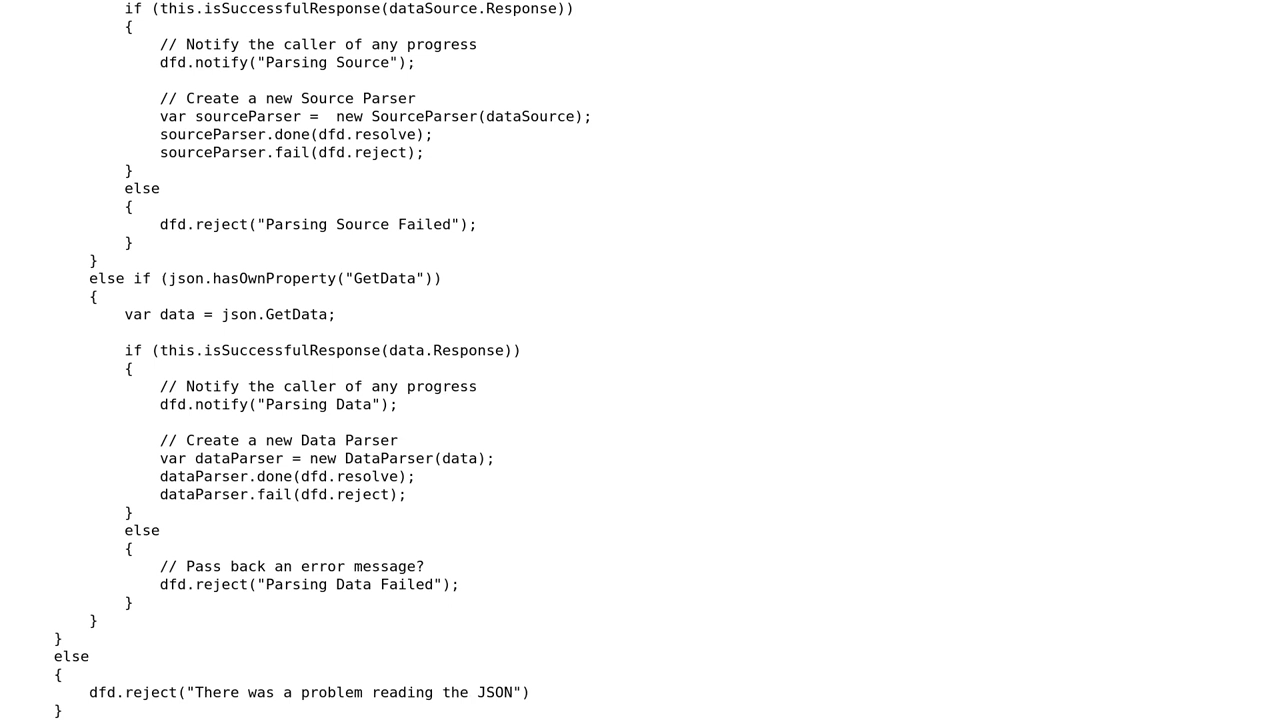 if (this.isSuccessfulResponse(dataSource.Response))
            {
                // Notify the caller of any progress
                dfd.notify("Parsing Source");

                // Create a new Source Parser
                var sourceParser =  new SourceParser(dataSource);
                sourceParser.done(dfd.resolve);
                sourceParser.fail(dfd.reject);
            }
            else
            {
                dfd.reject("Parsing Source Failed");
            }
        }
        else if (json.hasOwnProperty("GetData"))
        {
            var data = json.GetData;

            if (this.isSuccessfulResponse(data.Response))
            {
                // Notify the caller of any progress
                dfd.notify("Parsing Data");

                // Create a new Data Parser
                var dataParser = new DataParser(data);
                dataParser.done(dfd.resolve);
                dataParser.fail(dfd.reject);
            }
            else
            {
                // Pass back an error message?
                dfd.reject("Parsing Data Failed");
            }
        }
    }
    else
    {
        dfd.reject("There was a problem reading the JSON")
    }